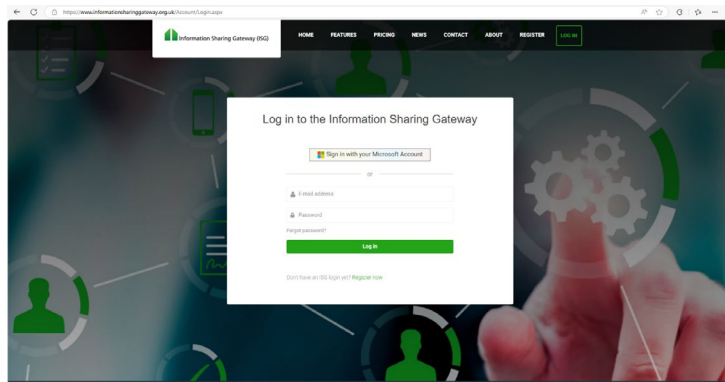 https://www.informationsharinggateway.org.uk/Account/Login.aspx
Information Sharing Gateway (ISG)
HOME FEATURES PRICING NEWS CONTACT ABOUT REGISTER LOG IN
Log in to the Information Sharing Gateway
Sign in with your Microsoft Account
or
E-mail address
Password
Forgot password?
Log in
Don't have an ISG login yet? Register now